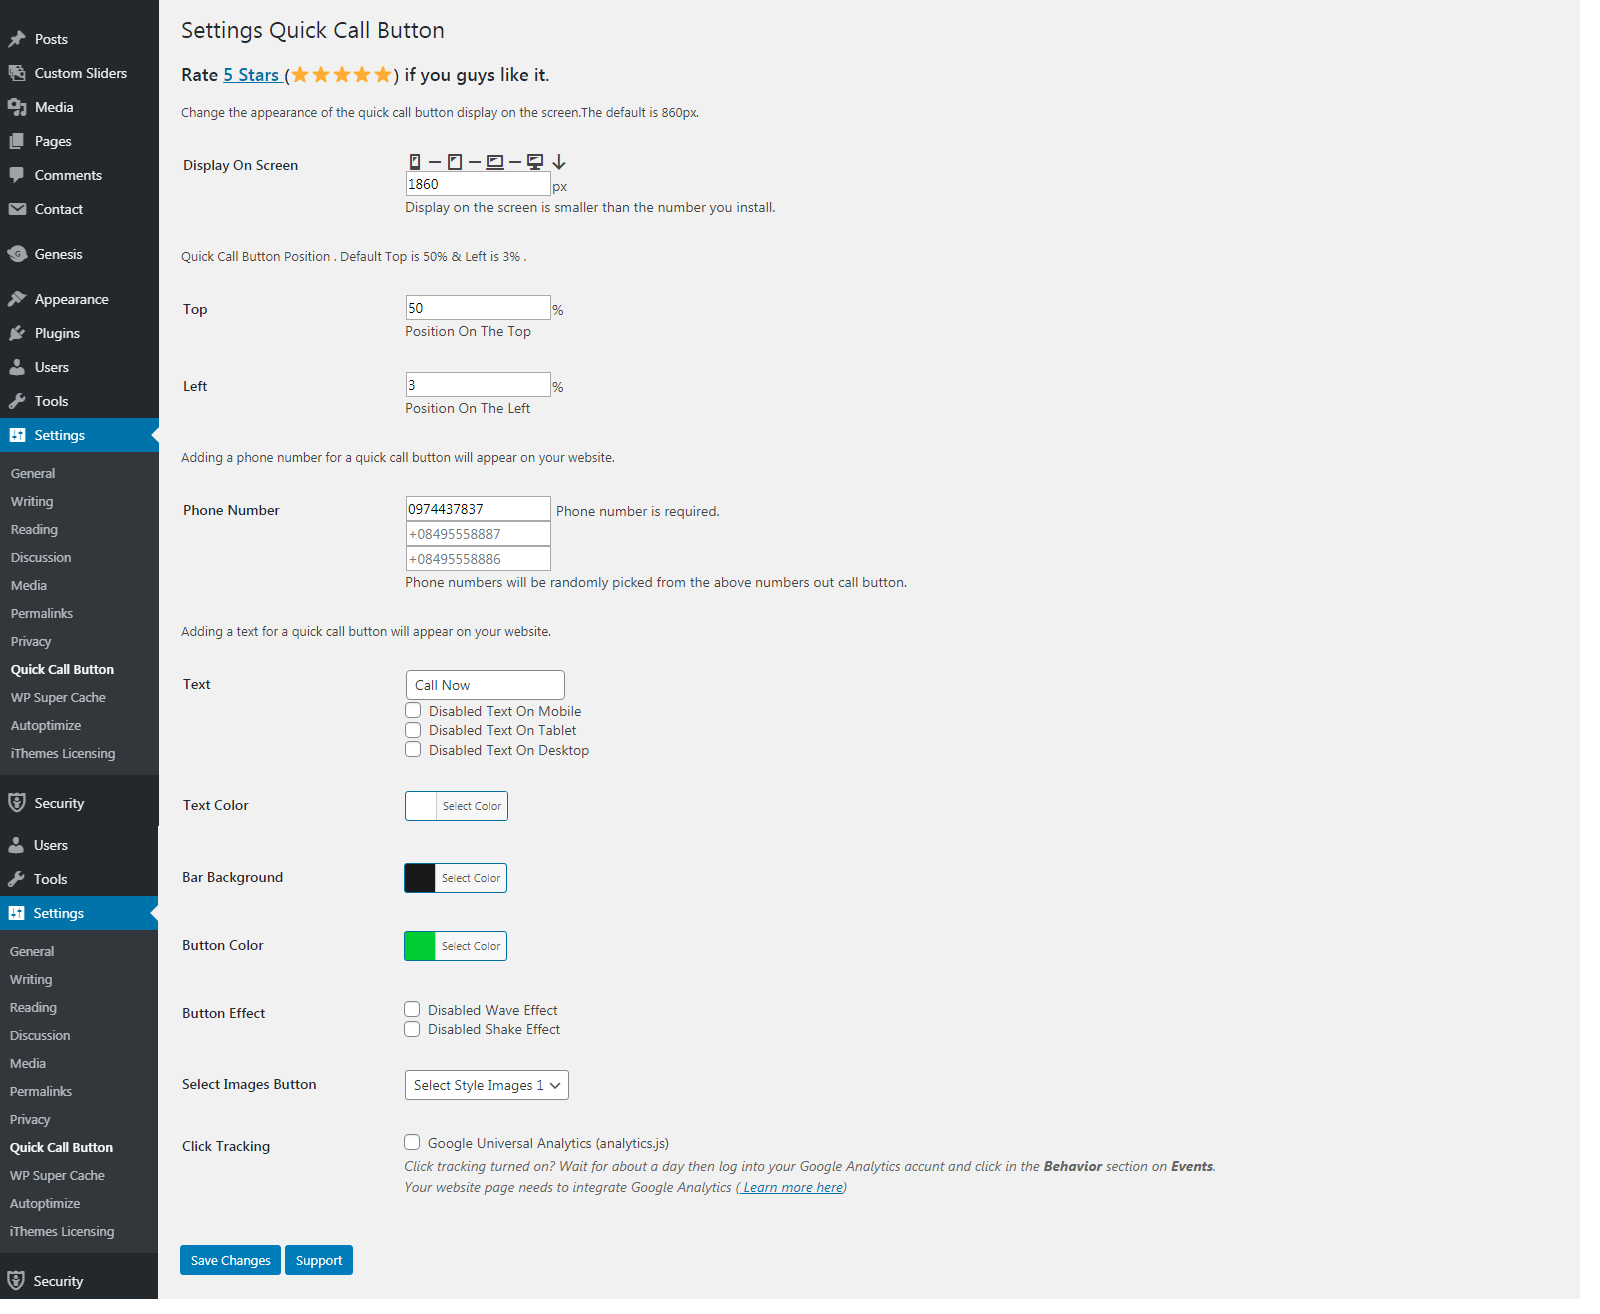 Posts
Custom Sliders
Media
Pages
Comments
Contact
Genesis
Appearance
Plugins
Users
Tools
Settings
General
Writing
Reading
Discussion
Media
Permalinks
Privacy
Quick Call Button
WP Super Cache
Autoptimize
iThemes Licensing
Security
Users
Tools
Settings
General
Writing
Reading
Discussion
Media
Permalinks
Privacy
Quick Call Button
WP Super Cache
Autoptimize
iThemes Licensing
Security
Settings Quick Call Button
Rate 5 Stars (★★★★★) if you guys like it.
Change the appearance of the quick call button display on the screen.The default is 860px.
Display On Screen
1860 px
Display on the screen is smaller than the number you install.
Quick Call Button Position . Default Top is 50% & Left is 3% .
Top 50 %
Position On The Top
Left 3 %
Position On The Left
Adding a phone number for a quick call button will appear on your website.
Phone Number 0974437837 Phone number is required.
+08495558887
+08495558886
Phone numbers will be randomly picked from the above numbers out call button.
Adding a text for a quick call button will appear on your website.
Text Call Now
Disabled Text On Mobile
Disabled Text On Tablet
Disabled Text On Desktop
Text Color Select Color
Bar Background Select Color
Button Color Select Color
Button Effect Disabled Wave Effect
Disabled Shake Effect
Select Images Button Select Style Images 1
Click Tracking Google Universal Analytics (analytics.js)
Click tracking turned on? Wait for about a day then log into your Google Analytics accunt and click in the Behavior section on Events.
Your website page needs to integrate Google Analytics ( Learn more here)
Save Changes Support